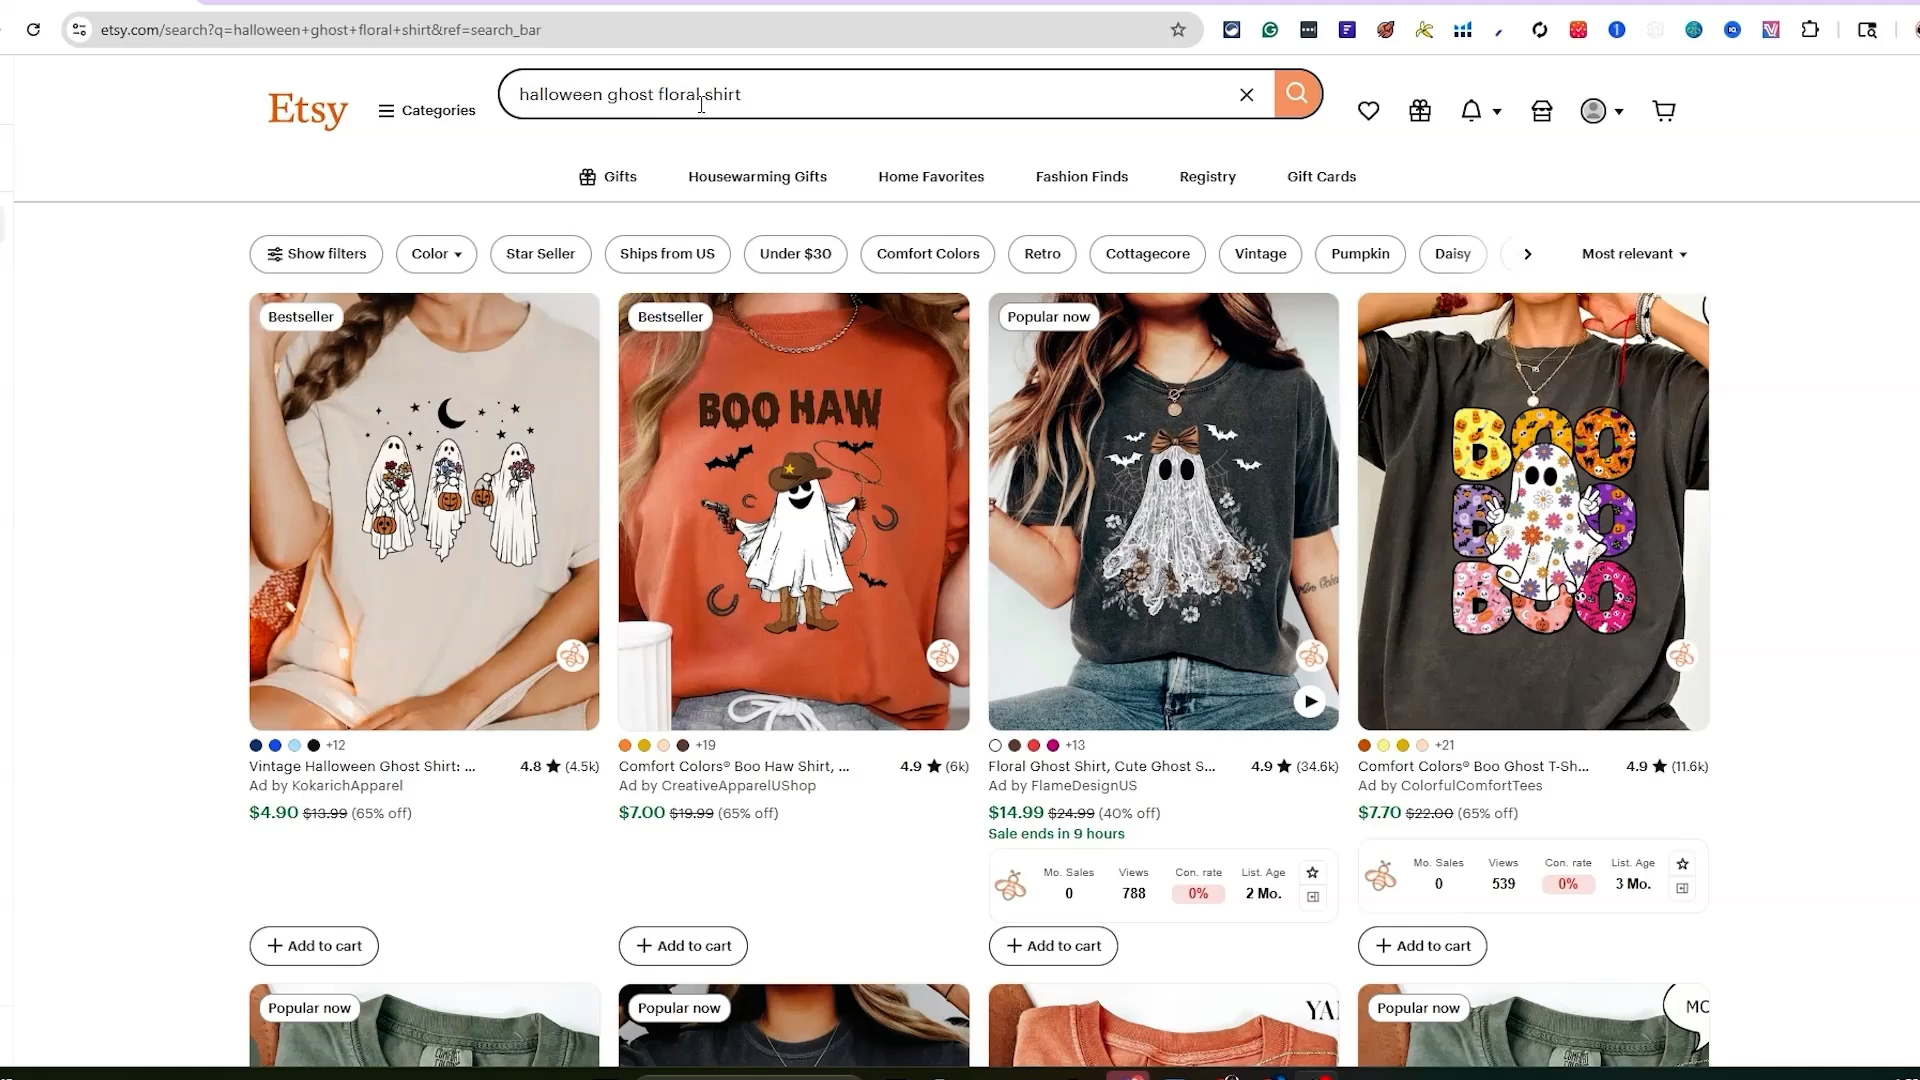 etsy.com/search?q=halloween+ghost+floral+shirt&ref=search_bar
Etsy
Categories
halloween ghost floral shirt
Gifts
Housewarming Gifts
Home Favorites
Fashion Finds
Registry
Gift Cards
Show filters
Color
Star Seller
Ships from US
Under $30
Comfort Colors
Retro
Cottagecore
Vintage
Pumpkin
Daisy
Most relevant
Bestseller
Bestseller
BOO HAW
Popular now
BOO
BOO
BOO
+12
Vintage Halloween Ghost Shirt: ...
4.8 ★ (4.5k)
Ad by KokarichApparel
$4.90 $13.99 (65% off)
+ Add to cart
+19
Comfort Colors® Boo Haw Shirt, ...
4.9 ★ (6k)
Ad by CreativeApparelUShop
$7.00 $19.99 (65% off)
+ Add to cart
+13
Floral Ghost Shirt, Cute Ghost S...
4.9 ★ (34.6k)
Ad by FlameDesignUS
$14.99 $24.99 (40% off)
Sale ends in 9 hours
Mo. Sales Views Con. rate List. Age
0 788 0% 2 Mo.
+ Add to cart
+21
Comfort Colors® Boo Ghost T-Sh...
4.9 ★ (11.6k)
Ad by ColorfulComfortTees
$7.70 $22.00 (65% off)
Mo. Sales Views Con. rate List. Age
0 539 0% 3 Mo.
+ Add to cart
Popular now
Popular now
YA
Popular now
MO